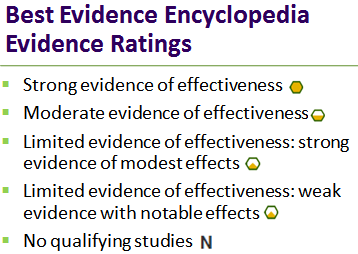 Best Evidence Encyclopedia
Evidence Ratings
Strong evidence of effectiveness
Moderate evidence of effectiveness
Limited evidence of effectiveness: strong
evidence of modest effects
Limited evidence of effectiveness: weak
evidence with notable effects
No qualifying studies N